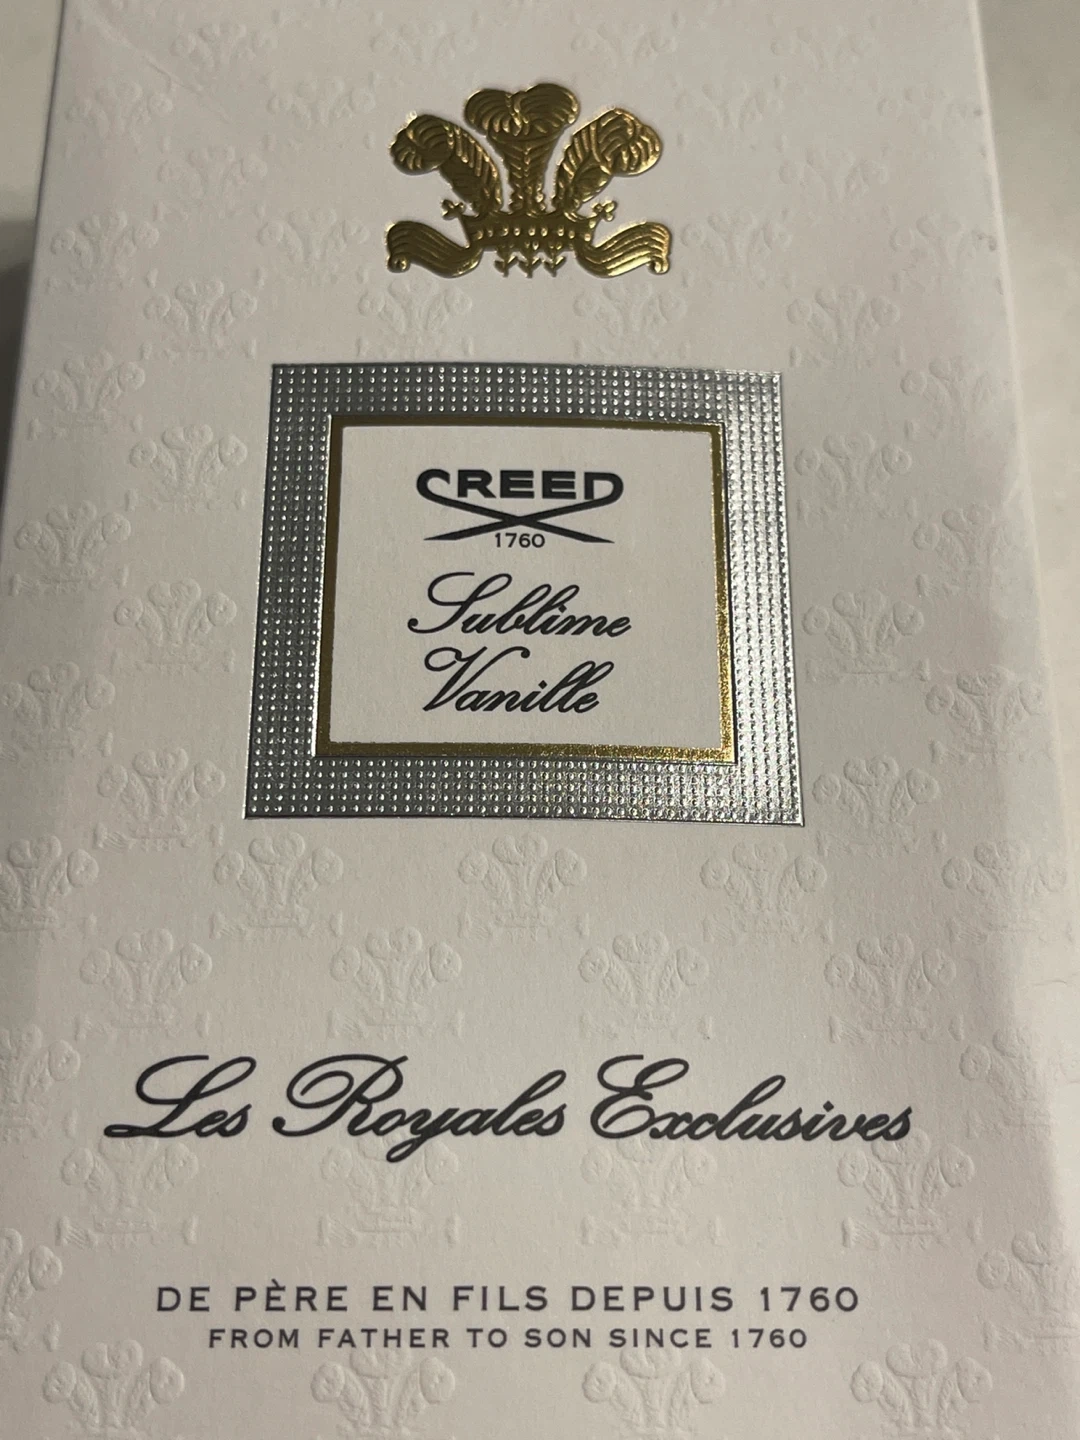 CREED
1760
Sublime
Vanille
Les Royales Exclusives
DE PÈRE EN FILS DEPUIS 1760
FROM FATHER TO SON SINCE 1760